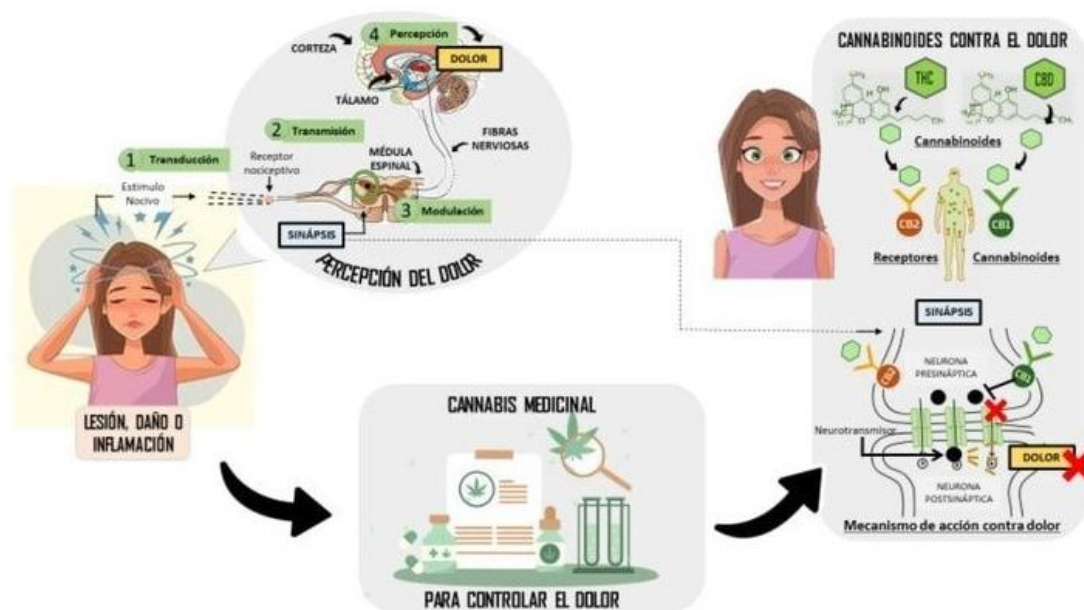 4 Percepción
CORTEZA
DOLOR
TÁLAMO
2 Transmisión
FIBRAS
NERVIOSAS
1 Transducción
Receptor
nociceptivo
MÉDULA
ESPINAL
Estimulo
Nocivo
3 Modulación
SINÁPSIS
PERCEPCIÓN DEL DOLOR
LESIÓN, DAÑO O
INFLAMACIÓN
CANNABIS MEDICINAL
PARA CONTROLAR EL DOLOR
CANNABINOIDES CONTRA EL DOLOR
THC
CBD
Cannabinoides
CB2
CB1
Receptores
Cannabinoides
SINÁPSIS
NEURONA
PRESINÁPTICA
CB2
CB1
Neurotransmisor
DOLOR
NEURONA
POSTSINÁPTICA
Mecanismo de acción contra dolor